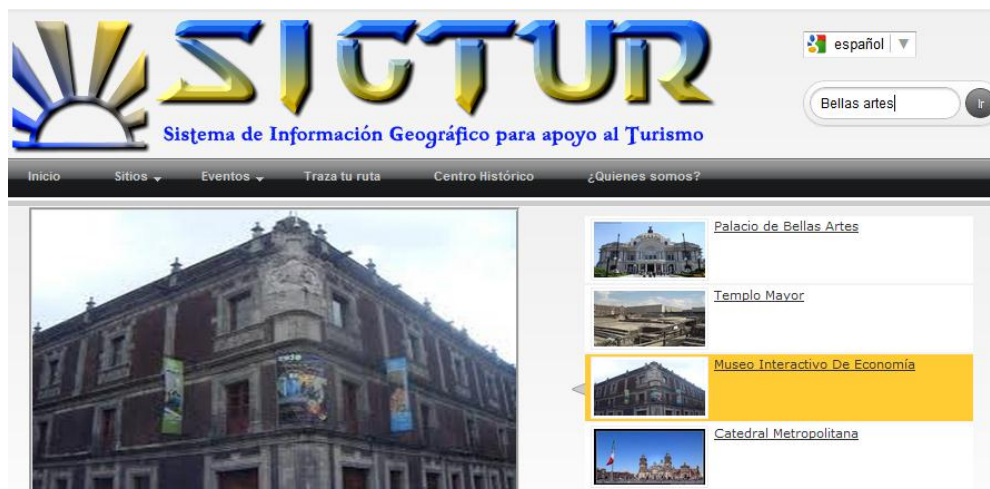 SIGTUR
Sistema de Información Geográfico para apoyo al Turismo
español
Bellas artes
Ir
Inicio Sitios Eventos Traza tu ruta Centro Histórico ¿Quienes somos?
Palacio de Bellas Artes
Templo Mayor
Museo Interactivo De Economía
Catedral Metropolitana